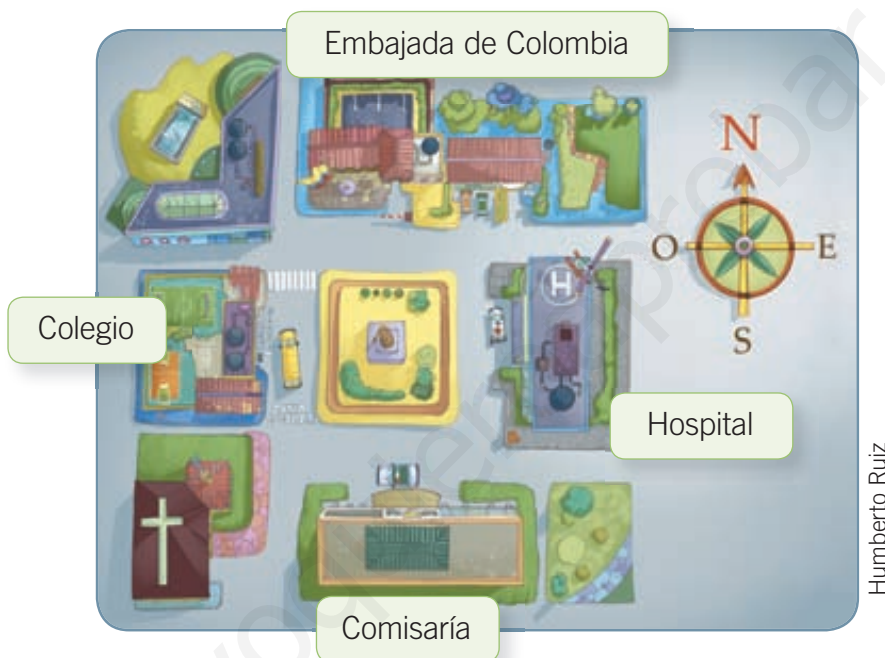 Embajada de Colombia
N
O
E
S
H
Colegio
Hospital
Comisaría
Humberto Ruiz